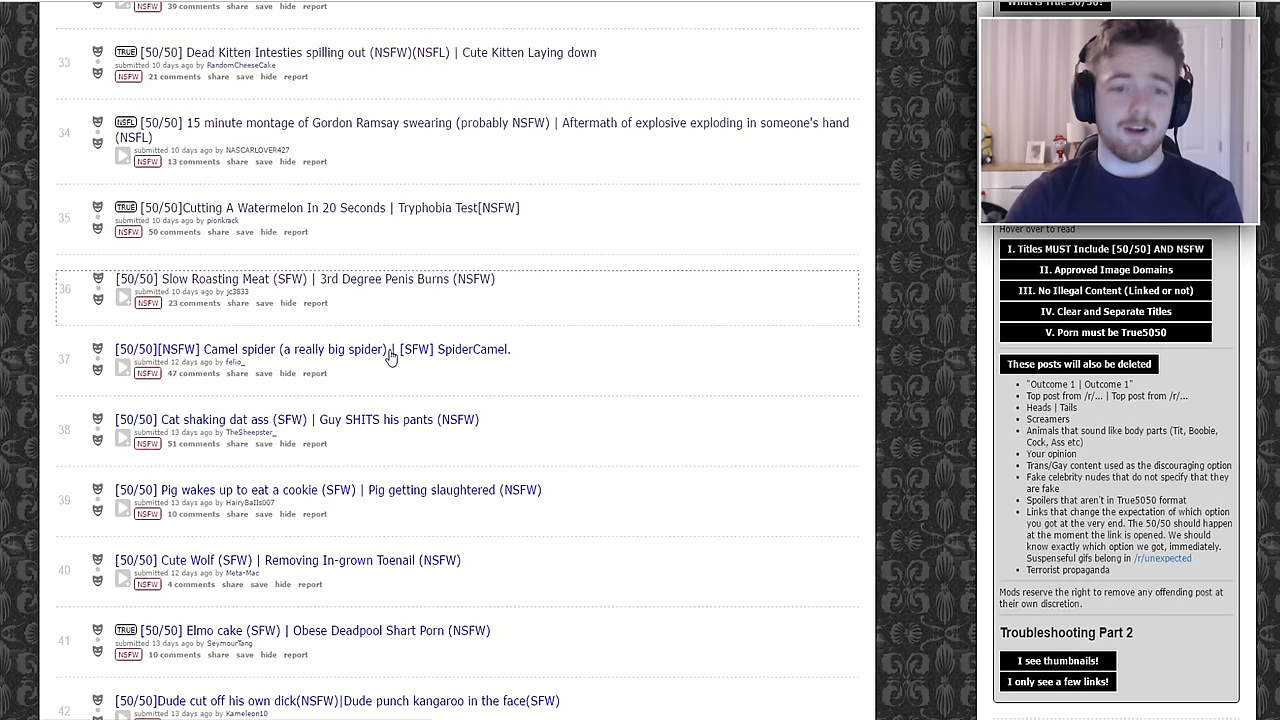 What is True 50/50?
NSFW 39 comments share save hide report
33 TRUE [50/50] Dead Kitten Intesties spilling out (NSFW)(NSFL) | Cute Kitten Laying down
submitted 10 days ago by RandomCheeseCake
NSFW 21 comments share save hide report
34 NSFL [50/50] 15 minute montage of Gordon Ramsay swearing (probably NSFW) | Aftermath of explosive exploding in someone's hand
(NSFL)
submitted 10 days ago by NASCARLOVER427
NSFW 13 comments share save hide report
35 TRUE [50/50]Cutting A Watermelon In 20 Seconds | Tryphobia Test[NSFW]
submitted 10 days ago by pionkrack
NSFW 50 comments share save hide report
36 [50/50] Slow Roasting Meat (SFW) | 3rd Degree Penis Burns (NSFW)
submitted 10 days ago by jc3833
NSFW 23 comments share save hide report
37 [50/50][NSFW] Camel spider (a really big spider) | [SFW] SpiderCamel.
submitted 12 days ago by felio_
NSFW 47 comments share save hide report
38 [50/50] Cat shaking dat ass (SFW) | Guy SHITS his pants (NSFW)
submitted 13 days ago by TheSheepster_
NSFW 51 comments share save hide report
39 [50/50] Pig wakes up to eat a cookie (SFW) | Pig getting slaughtered (NSFW)
submitted 13 days ago by HairyBalls007
NSFW 10 comments share save hide report
40 [50/50] Cute Wolf (SFW) | Removing In-grown Toenail (NSFW)
submitted 12 days ago by Meta-Mac
NSFW 4 comments share save hide report
41 TRUE [50/50] Elmo cake (SFW) | Obese Deadpool Shart Porn (NSFW)
submitted 13 days ago by SeymourTang
NSFW 10 comments share save hide report
42 [50/50]Dude cut off his own dick(NSFW)|Dude punch kangaroo in the face(SFW)
submitted 13 days ago by Kameleon10
Hover over to read
I. Titles MUST Include [50/50] AND NSFW
II. Approved Image Domains
III. No Illegal Content (Linked or not)
IV. Clear and Separate Titles
V. Porn must be True5050
These posts will also be deleted
• "Outcome 1 | Outcome 1"
• Top post from /r/... | Top post from /r/...
• Heads | Tails
• Screamers
• Animals that sound like body parts (Tit, Boobie,
Cock, Ass etc)
• Your opinion
• Trans/Gay content used as the discouraging option
• Fake celebrity nudes that do not specify that they
are fake
• Spoilers that aren't in True5050 format
• Links that change the expectation of which option
you got at the very end. The 50/50 should happen
at the moment the link is opened. We should
know exactly which option we got, immediately.
Suspenseful gifs belong in /r/unexpected
• Terrorist propaganda
Mods reserve the right to remove any offending post at
their own discretion.
Troubleshooting Part 2
I see thumbnails!
I only see a few links!